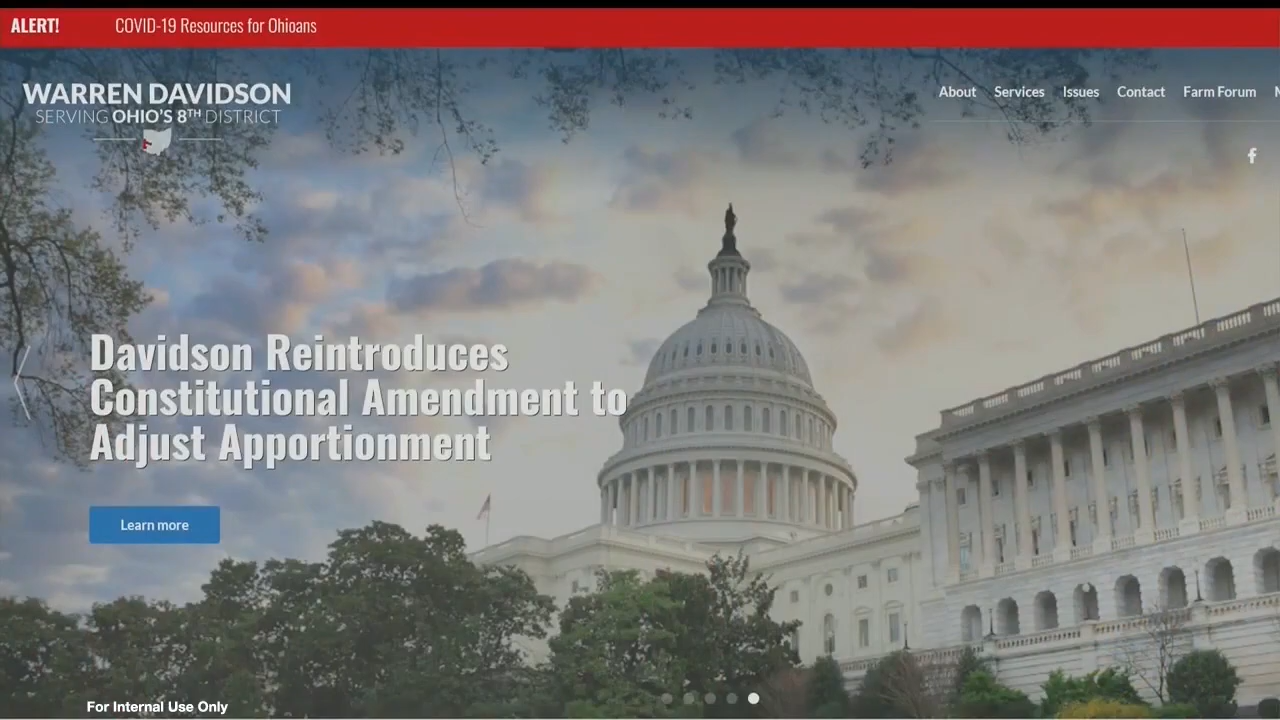 ALERT! COVID-19 Resources for Ohioans
WARREN DAVIDSON
SERVING OHIO'S 8TH DISTRICT
About Services Issues Contact Farm Forum
Davidson Reintroduces
Constitutional Amendment to
Adjust Apportionment
Learn more
For Internal Use Only